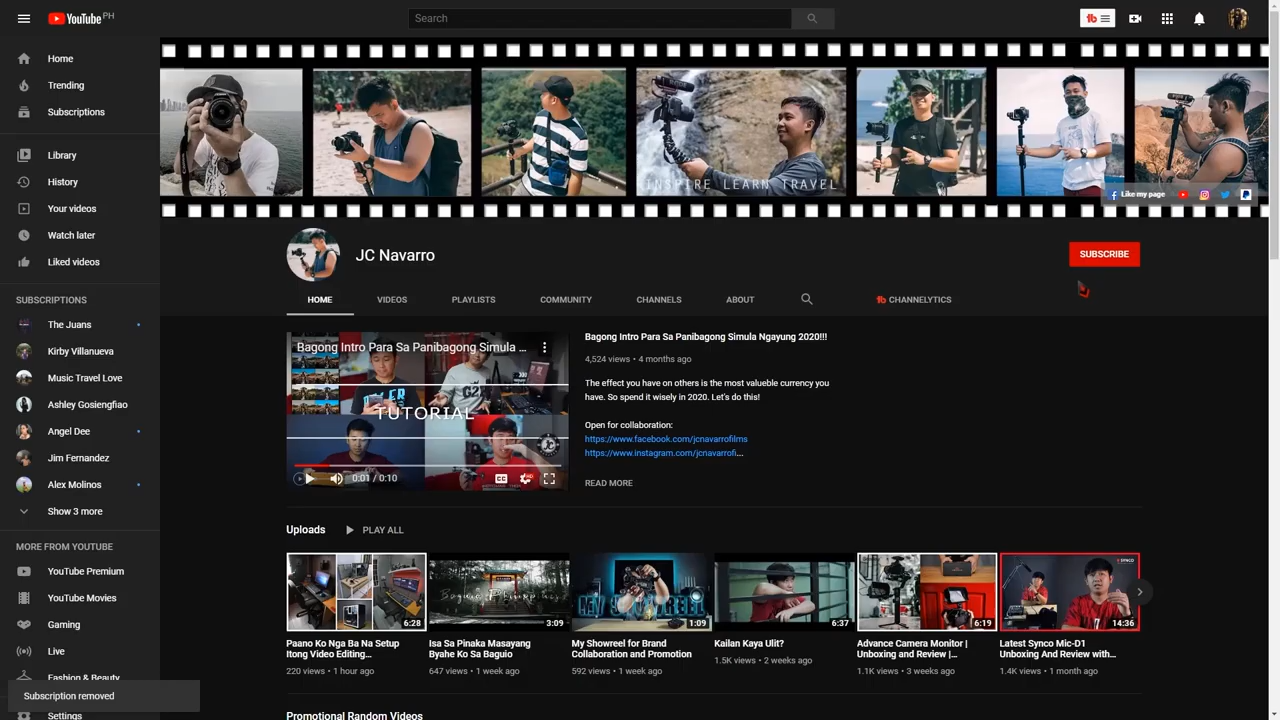 YouTube PH
Search
Home
Trending
Subscriptions
Library
History
Your videos
Watch later
Liked videos
SUBSCRIPTIONS
The Juans
Kirby Villanueva
Music Travel Love
Ashley Gosiengfiao
Angel Dee
Jim Fernandez
Alex Molinos
Show 3 more
MORE FROM YOUTUBE
YouTube Premium
YouTube Movies
Gaming
Live
Fashion & Beauty
Settings
Subscription removed
INSPIRE LEARN TRAVEL
Like my page
JC Navarro
SUBSCRIBE
HOME
VIDEOS
PLAYLISTS
COMMUNITY
CHANNELS
ABOUT
CHANNELYTICS
Bagong Intro Para Sa Panibagong Simula ...
TUTORIAL
0:01 / 0:10
Bagong Intro Para Sa Panibagong Simula Ngayung 2020!!!
4,524 views • 4 months ago
The effect you have on others is the most valueble currency you
have. So spend it wisely in 2020. Let's do this!
Open for collaboration:
https://www.facebook.com/jcnavarrofilms
https://www.instagram.com/jcnavarrofi...
READ MORE
Uploads
PLAY ALL
6:28
3:09
1:09
6:37
6:19
14:36
Paano Ko Nga Ba Na Setup
Itong Video Editing...
220 views • 1 hour ago
Isa Sa Pinaka Masayang
Byahe Ko Sa Baguio
647 views • 1 week ago
My Showreel for Brand
Collaboration and Promotion
592 views • 1 week ago
Kailan Kaya Ulit?
1.5K views • 2 weeks ago
Advance Camera Monitor |
Unboxing and Review |...
1.1K views • 3 weeks ago
Latest Synco Mic-D1
Unboxing And Review with...
1.4K views • 1 month ago
Promotional Random Videos